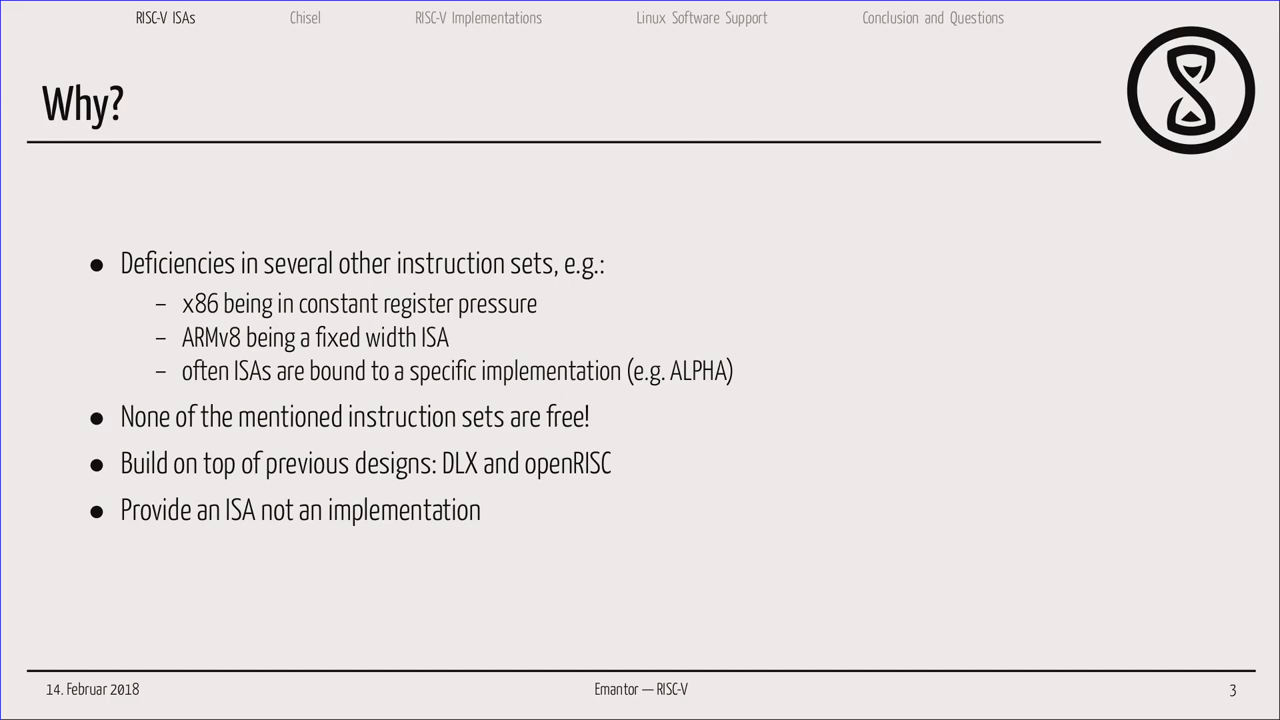 RISC-V ISAs Chisel RISC-V Implementations Linux Software Support Conclusion and Questions
Why?
● Deficiencies in several other instruction sets, e.g.:
– x86 being in constant register pressure
– ARMv8 being a fixed width ISA
– often ISAs are bound to a specific implementation (e.g. ALPHA)
● None of the mentioned instruction sets are free!
● Build on top of previous designs: DLX and openRISC
● Provide an ISA not an implementation
14. Februar 2018 Emantor — RISC-V 3